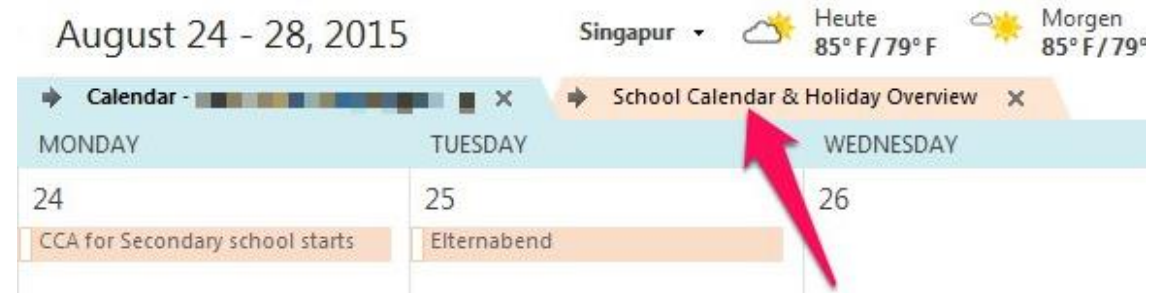 August 24 - 28, 2015
Singapur
Heute
85° F / 79° F
Morgen
85° F / 79°
Calendar -
School Calendar & Holiday Overview
MONDAY
TUESDAY
WEDNESDAY
24
25
26
CCA for Secondary school starts
Elternabend